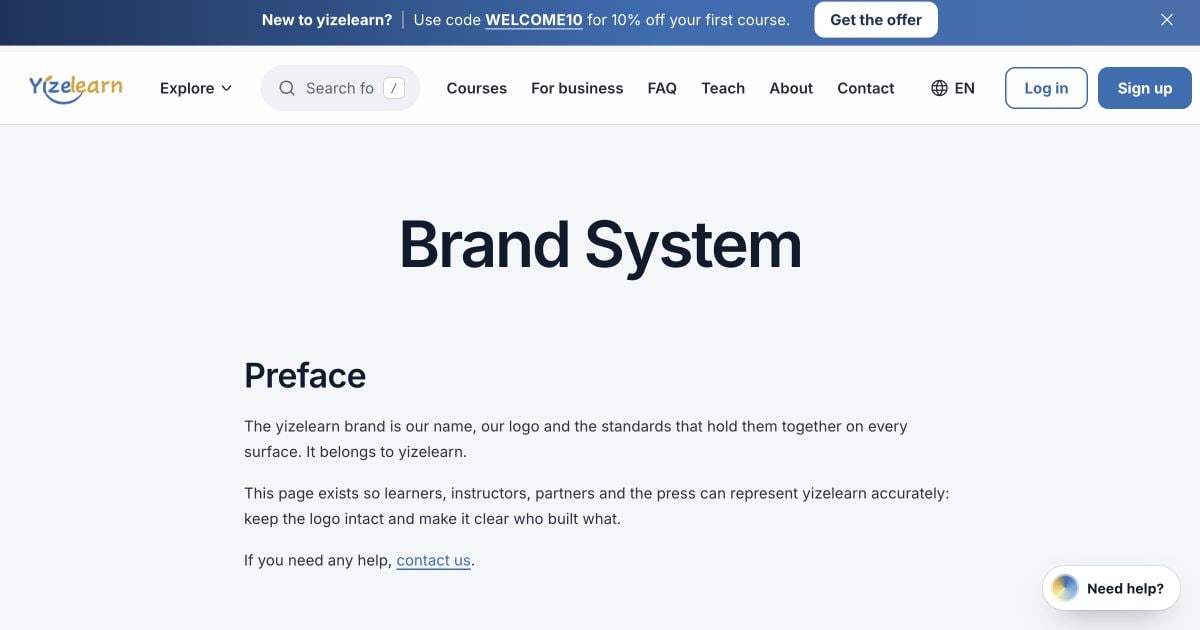 New to yizelearn? Use code WELCOME10 for 10% off your first course. Get the offer
Yizelearn Explore Search fo / Courses For business FAQ Teach About Contact EN Log in Sign up
Brand System
Preface
The yizelearn brand is our name, our logo and the standards that hold them together on every
surface. It belongs to yizelearn.
This page exists so learners, instructors, partners and the press can represent yizelearn accurately:
keep the logo intact and make it clear who built what.
If you need any help, contact us.
Need help?